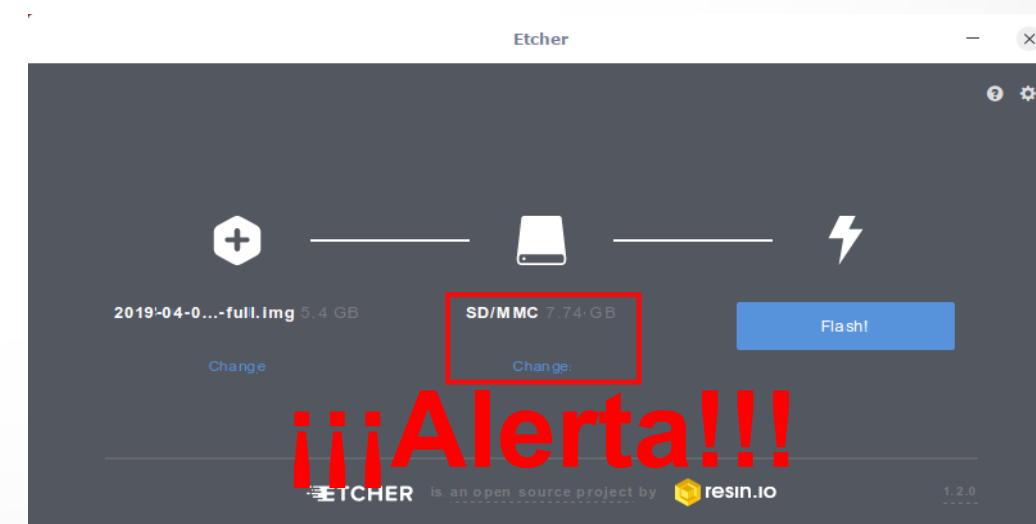 Etcher
2019-04-0...-full.img 5.4 GB
SD/MMC 7.74 GB
Flash!
Change
Change
¡¡¡Alerta!!!
ETCHER is an open source project by resin.io
1.2.0